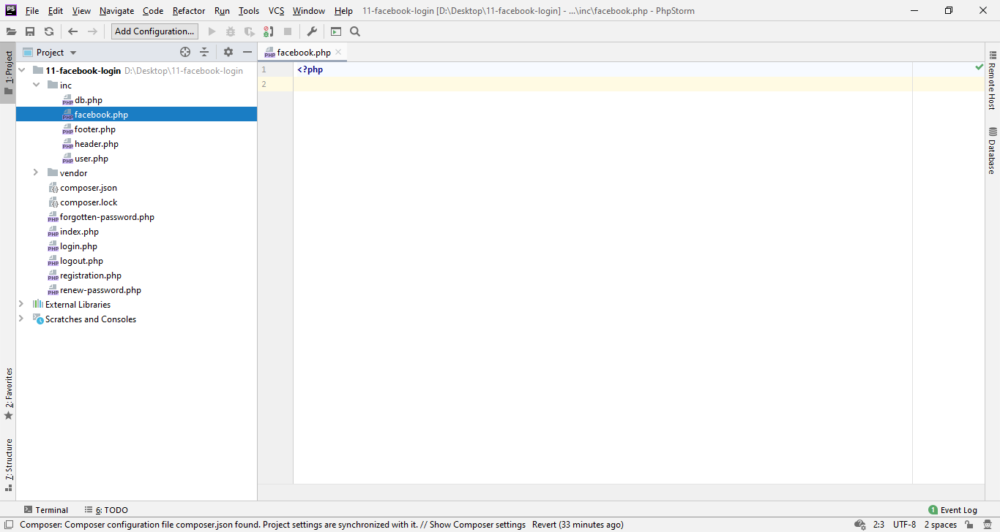 PS File Edit View Navigate Code Refactor Run Tools VCS Window Help 11-facebook-login [D:\Desktop\11-facebook-login] - ...\inc\facebook.php - PhpStorm
Add Configuration...
1: Project
Project
facebook.php
11-facebook-login D:\Desktop\11-facebook-login
inc
db.php
facebook.php
footer.php
header.php
user.php
vendor
composer.json
composer.lock
forgotten-password.php
index.php
login.php
logout.php
registration.php
renew-password.php
External Libraries
Scratches and Consoles
1 <?php
2
Remote Host
Database
2: Favorites
7: Structure
Terminal 6: TODO 1 Event Log
Composer: Composer configuration file composer.json found. Project settings are synchronized with it. // Show Composer settings Revert (33 minutes ago) 2:3 UTF-8 2 spaces